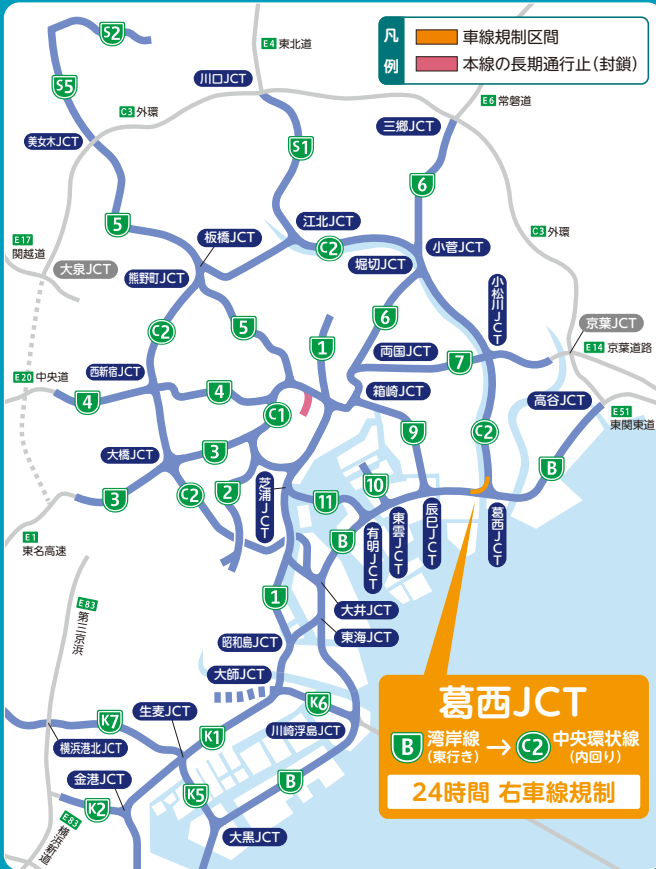 凡例
車線規制区間
本線の長期通行止(封鎖)
S2
E4 東北道
川口JCT
S5
C3 外環
E6 常磐道
美女木JCT
三郷JCT
S1
6
5
江北JCT
板橋JCT
C2
小菅JCT
C3 外環
E17
関越道
大泉JCT
熊野町JCT
堀切JCT
小松川JCT
C2
5
1
6
両国JCT
7
京葉JCT
E14 京葉道路
E20 中央道
西新宿JCT
4
4
C1
箱崎JCT
高谷JCT
E51
東関東道
大橋JCT
3
9
C2
B
3
C2
2
芝浦JCT
11
10
B
有明JCT
東雲JCT
辰巳JCT
葛西JCT
E1
東名高速
1
大井JCT
E83
第三京浜
昭和島JCT
東海JCT
大師JCT
K6
生麦JCT
K7
K1
川崎浮島JCT
横浜港北JCT
金港JCT
K5
B
K2
E83
横浜新道
大黒JCT
葛西JCT
B 湾岸線(東行き) → C2 中央環状線(内回り)
24時間 右車線規制